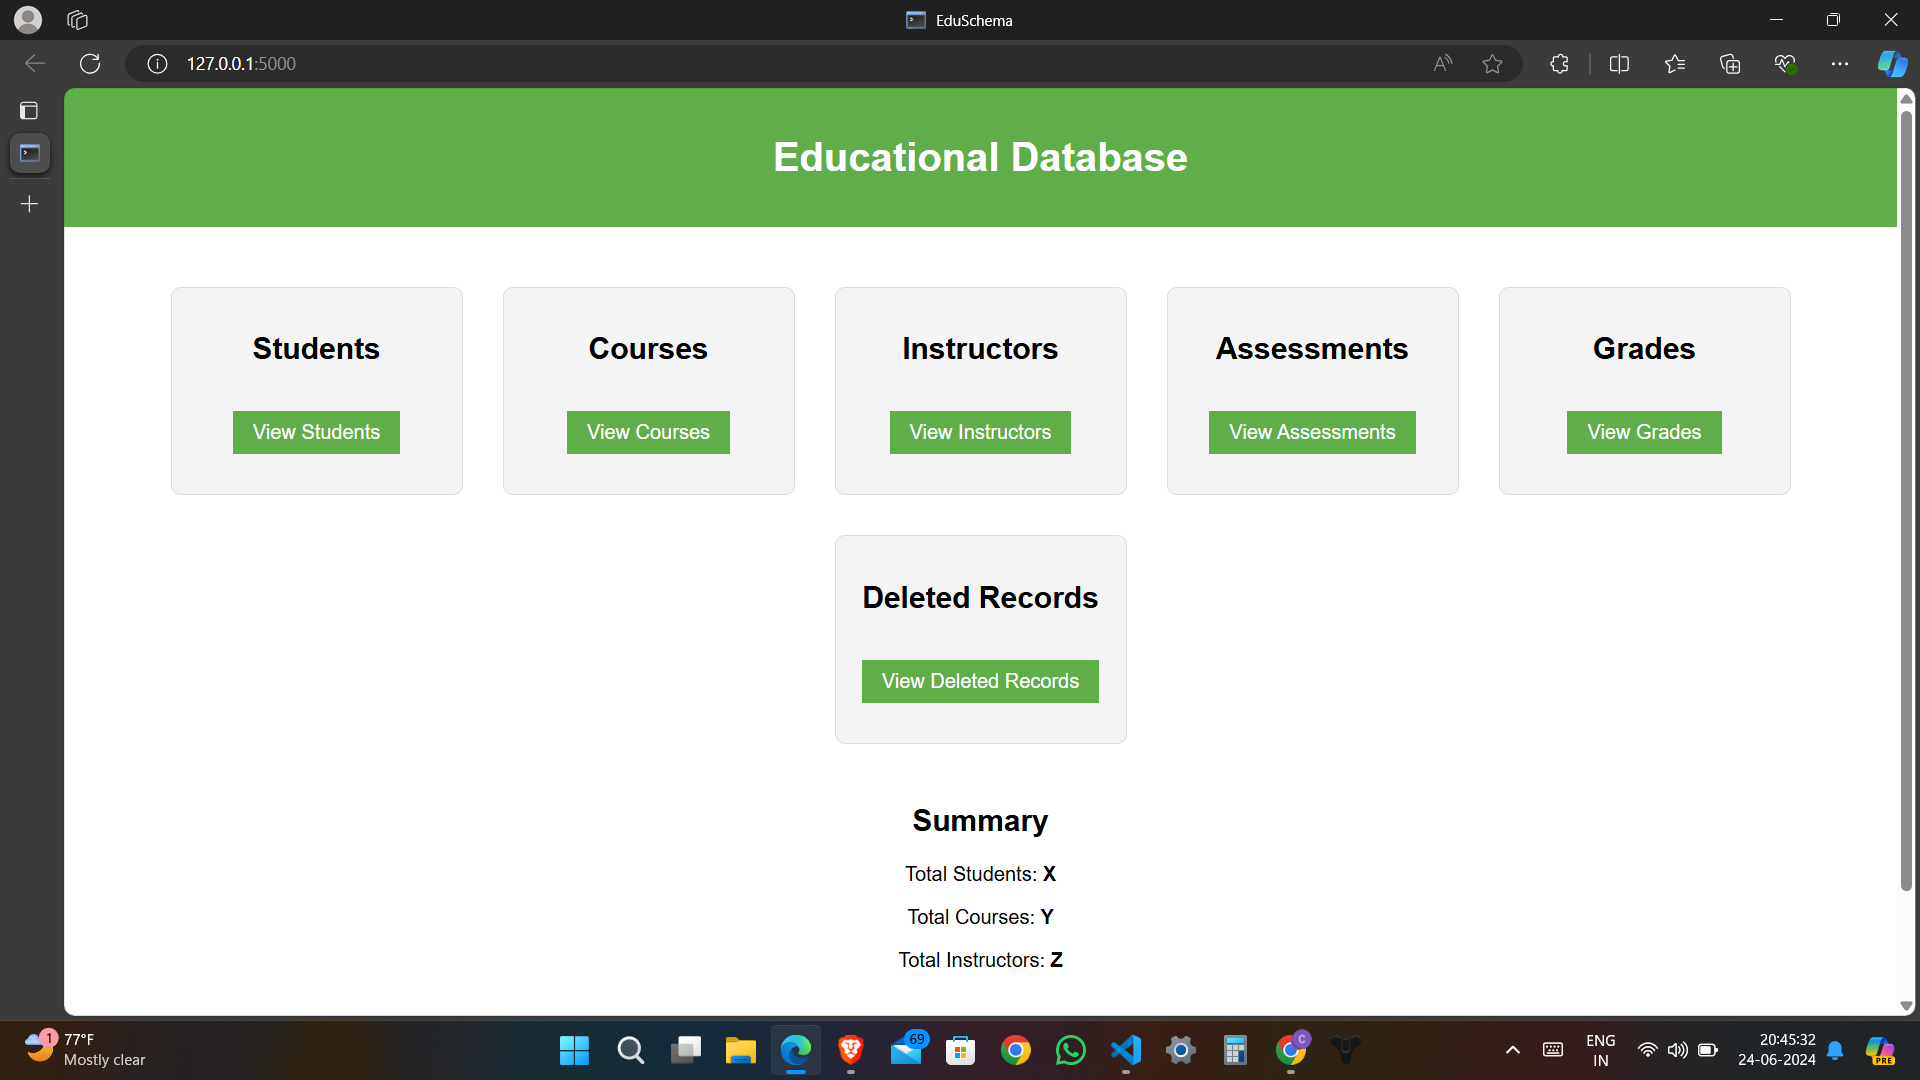 EduSchema
127.0.0.1:5000
Educational Database
Students
Courses
Instructors
Assessments
Grades
View Students
View Courses
View Instructors
View Assessments
View Grades
Deleted Records
View Deleted Records
Summary
Total Students: X
Total Courses: Y
Total Instructors: Z
1
77°F
Mostly clear
69
C
ENG
IN
20:45:32
24-06-2024
PRE